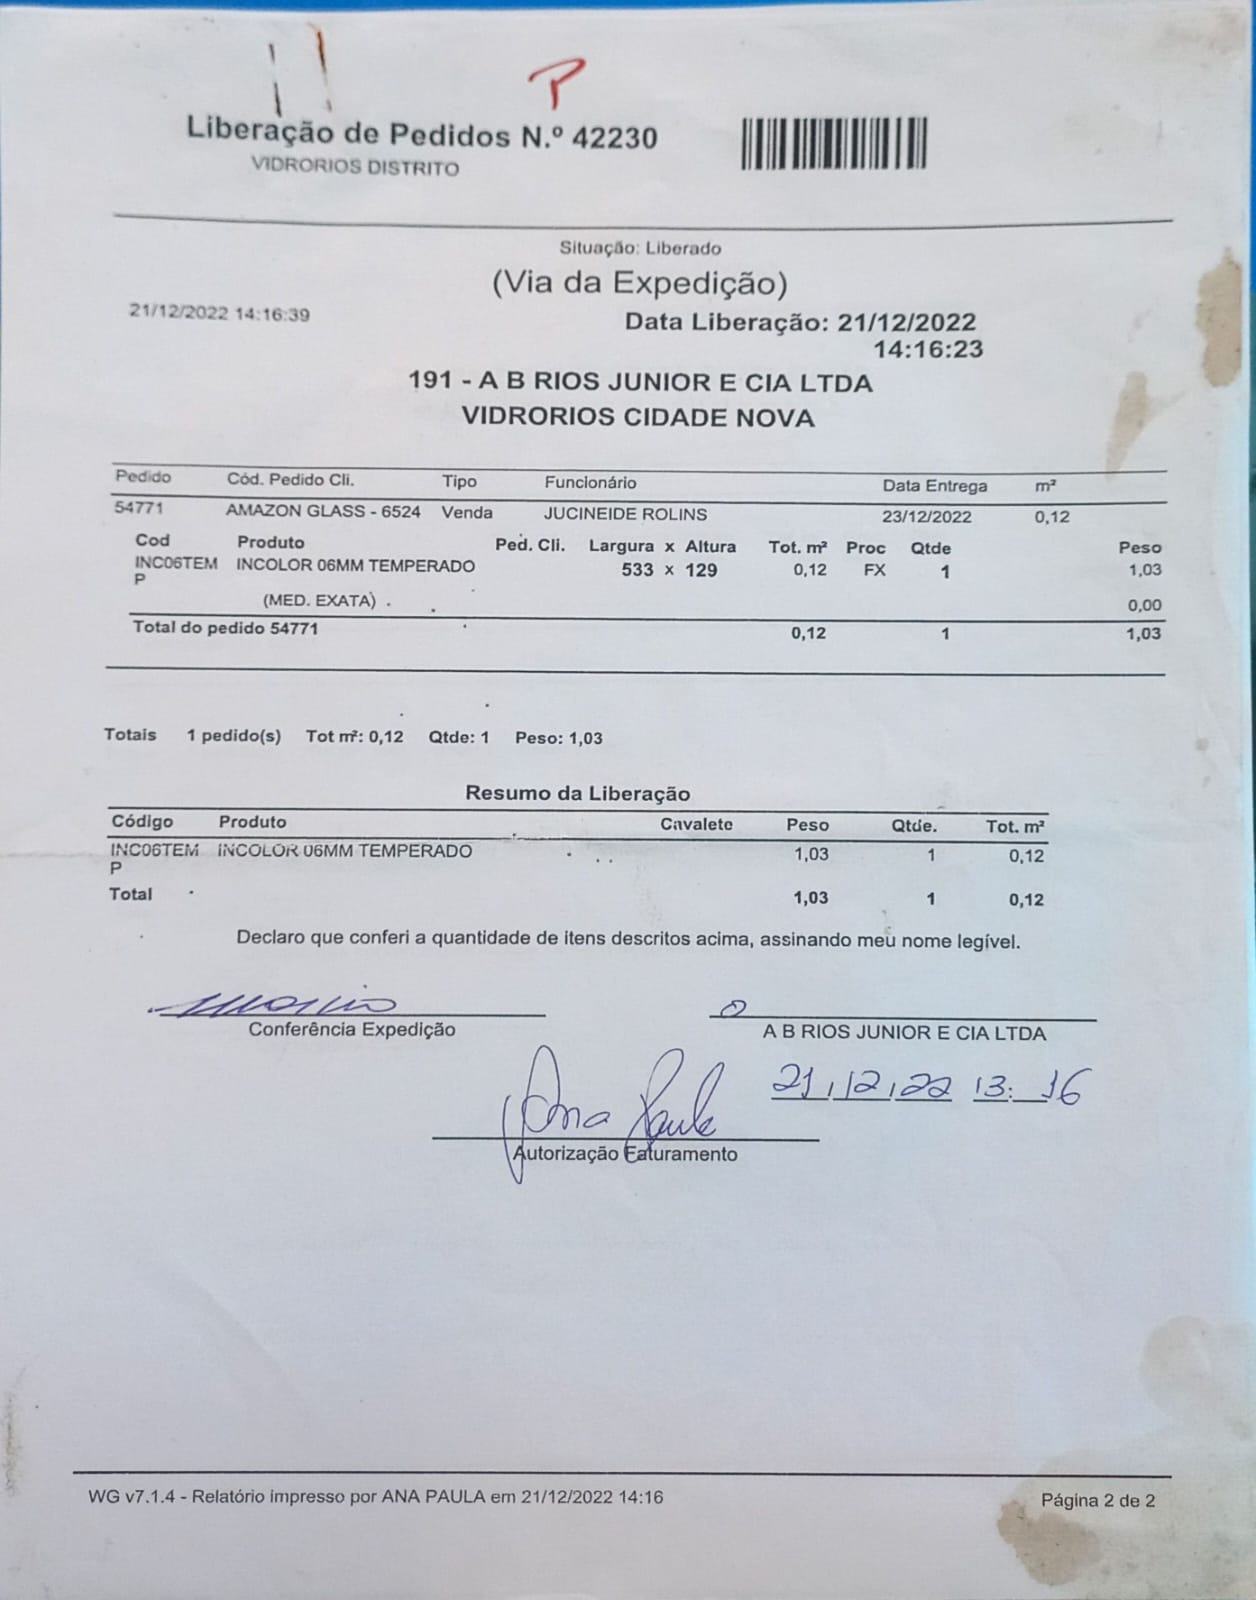 P
Liberação de Pedidos N.º 42230
VIDRORIOS DISTRITO
Situação: Liberado
(Via da Expedição)
21/12/2022 14:16:39
Data Liberação: 21/12/2022
14:16:23
191 - A B RIOS JUNIOR E CIA LTDA
VIDRORIOS CIDADE NOVA
Pedido Cód. Pedido Cli. Tipo Funcionário Data Entrega m²
54771 AMAZON GLASS - 6524 Venda JUCINEIDE ROLINS 23/12/2022 0,12
Cod Produto Ped. Cli. Largura x Altura Tot. m² Proc Qtde Peso
INC06TEM INCOLOR 06MM TEMPERADO 533 x 129 0,12 FX 1 1,03
P
(MED. EXATA) 0,00
Total do pedido 54771 0,12 1 1,03
Totais 1 pedido(s) Tot m²: 0,12 Qtde: 1 Peso: 1,03
Resumo da Liberação
Código Produto Cavalete Peso Qtde. Tot. m²
INC06TEM INCOLOR 06MM TEMPERADO 1,03 1 0,12
P
Total 1,03 1 0,12
Declaro que conferi a quantidade de itens descritos acima, assinando meu nome legível.
Conferência Expedição A B RIOS JUNIOR E CIA LTDA
21/12/22 13:16
Ana Paula
Autorização Faturamento
WG v7.1.4 - Relatório impresso por ANA PAULA em 21/12/2022 14:16
Página 2 de 2